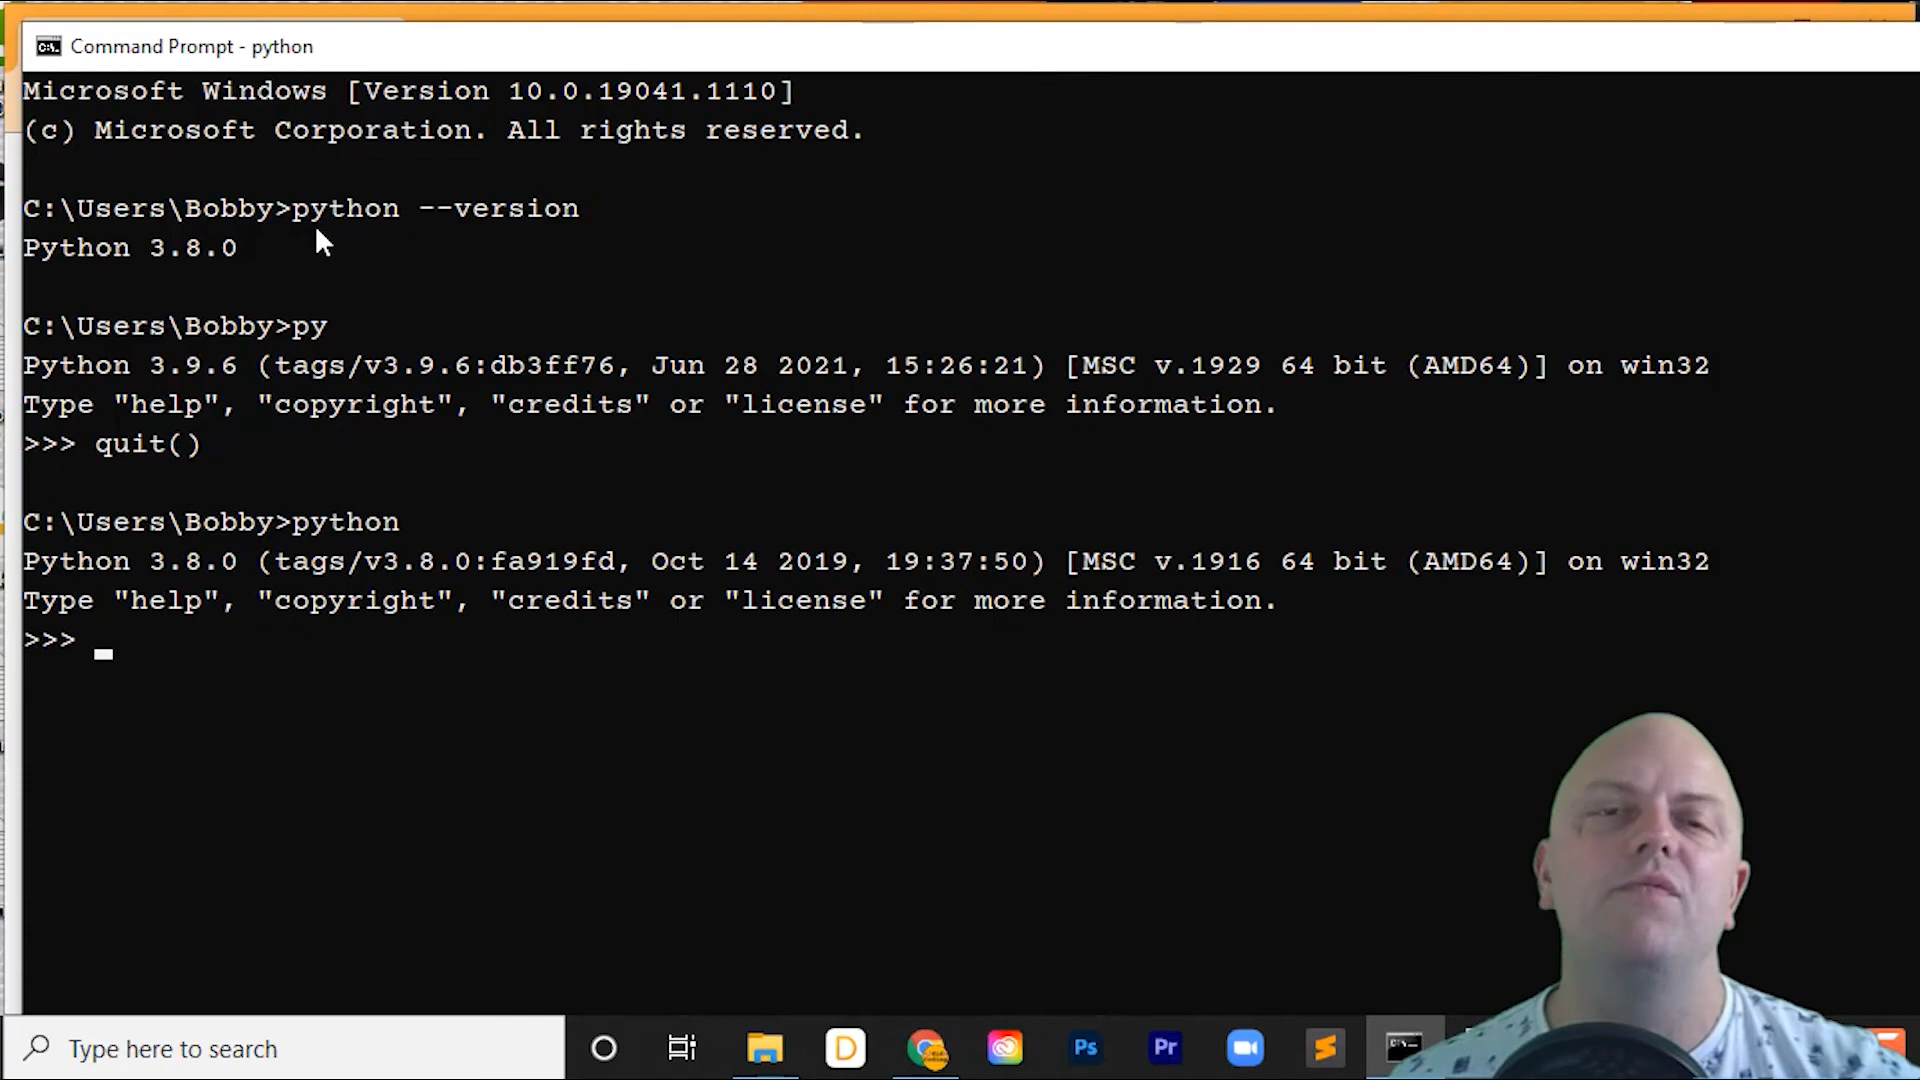 Command Prompt - python
Microsoft Windows [Version 10.0.19041.1110]
(c) Microsoft Corporation. All rights reserved.
C:\Users\Bobby>python --version
Python 3.8.0
C:\Users\Bobby>py
Python 3.9.6 (tags/v3.9.6:db3ff76, Jun 28 2021, 15:26:21) [MSC v.1929 64 bit (AMD64)] on win32
Type "help", "copyright", "credits" or "license" for more information.
>>> quit()
C:\Users\Bobby>python
Python 3.8.0 (tags/v3.8.0:fa919fd, Oct 14 2019, 19:37:50) [MSC v.1916 64 bit (AMD64)] on win32
Type "help", "copyright", "credits" or "license" for more information.
>>>
Type here to search
D
Ps
Pr